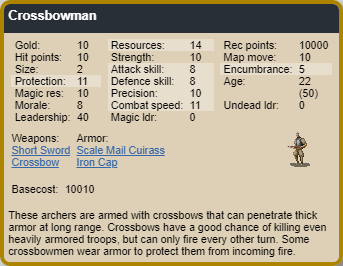 Crossbowman
Gold: 10 Resources: 14 Rec points: 10000
Hit points: 10 Strength: 10 Map move: 10
Size: 2 Attack skill: 8 Encumbrance: 5
Protection: 11 Defence skill: 8 Age: 22
Magic res: 10 Precision: 10 (50)
Morale: 8 Combat speed: 11 Undead ldr: 0
Leadership: 40 Magic ldr: 0
Weapons: Armor:
Short Sword Scale Mail Cuirass
Crossbow Iron Cap
Basecost: 10010
These archers are armed with crossbows that can penetrate thick
armor at long range. Crossbows have a good chance of killing even
heavily armored troops, but can only fire every other turn. Some
crossbowmen wear armor to protect them from incoming fire.